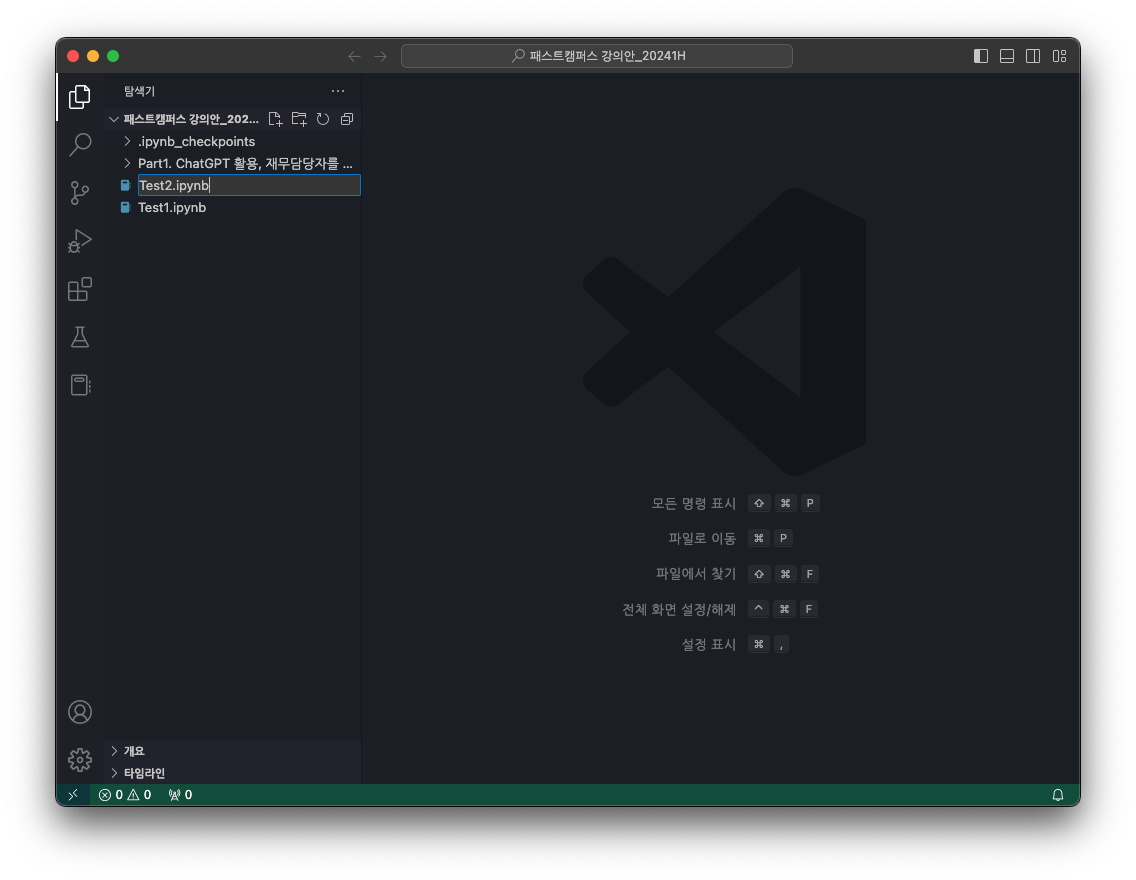 패스트캠퍼스 강의안_20241H
탐색기
패스트캠퍼스 강의안_202...
.ipynb_checkpoints
Part1. ChatGPT 활용, 재무담당자를 ...
Test2.ipynb
Test1.ipynb
모든 명령 표시 ⇧ ⌘ P
파일로 이동 ⌘ P
파일에서 찾기 ⇧ ⌘ F
전체 화면 설정/해제 ^ ⌘ F
설정 표시 ⌘ ,
개요
타임라인
0 0 0